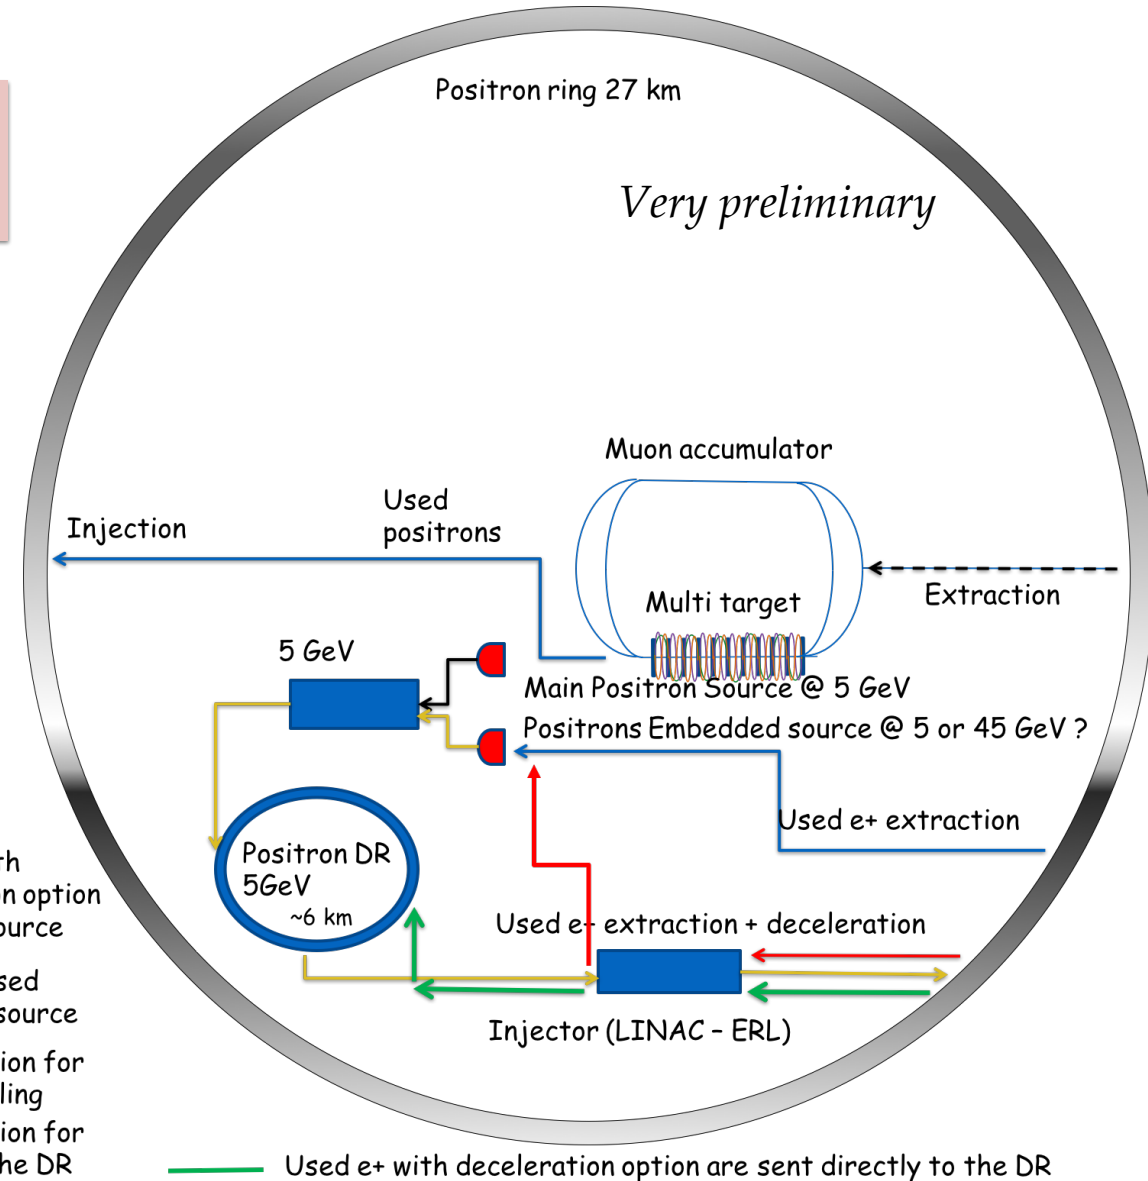 Positron ring 27 km
Very preliminary
Muon accumulator
Used
positrons
Injection
Extraction
Multi target
5 GeV
Main Positron Source @ 5 GeV
Positrons Embedded source @ 5 or 45 GeV ?
Used e+ extraction
Positron DR
5GeV
~6 km
Used e+ extraction + deceleration
Injector (LINAC – ERL)
on option
ource
sed
source
ion for
ling
ion for
he DR
Used e+ with deceleration option are sent directly to the DR